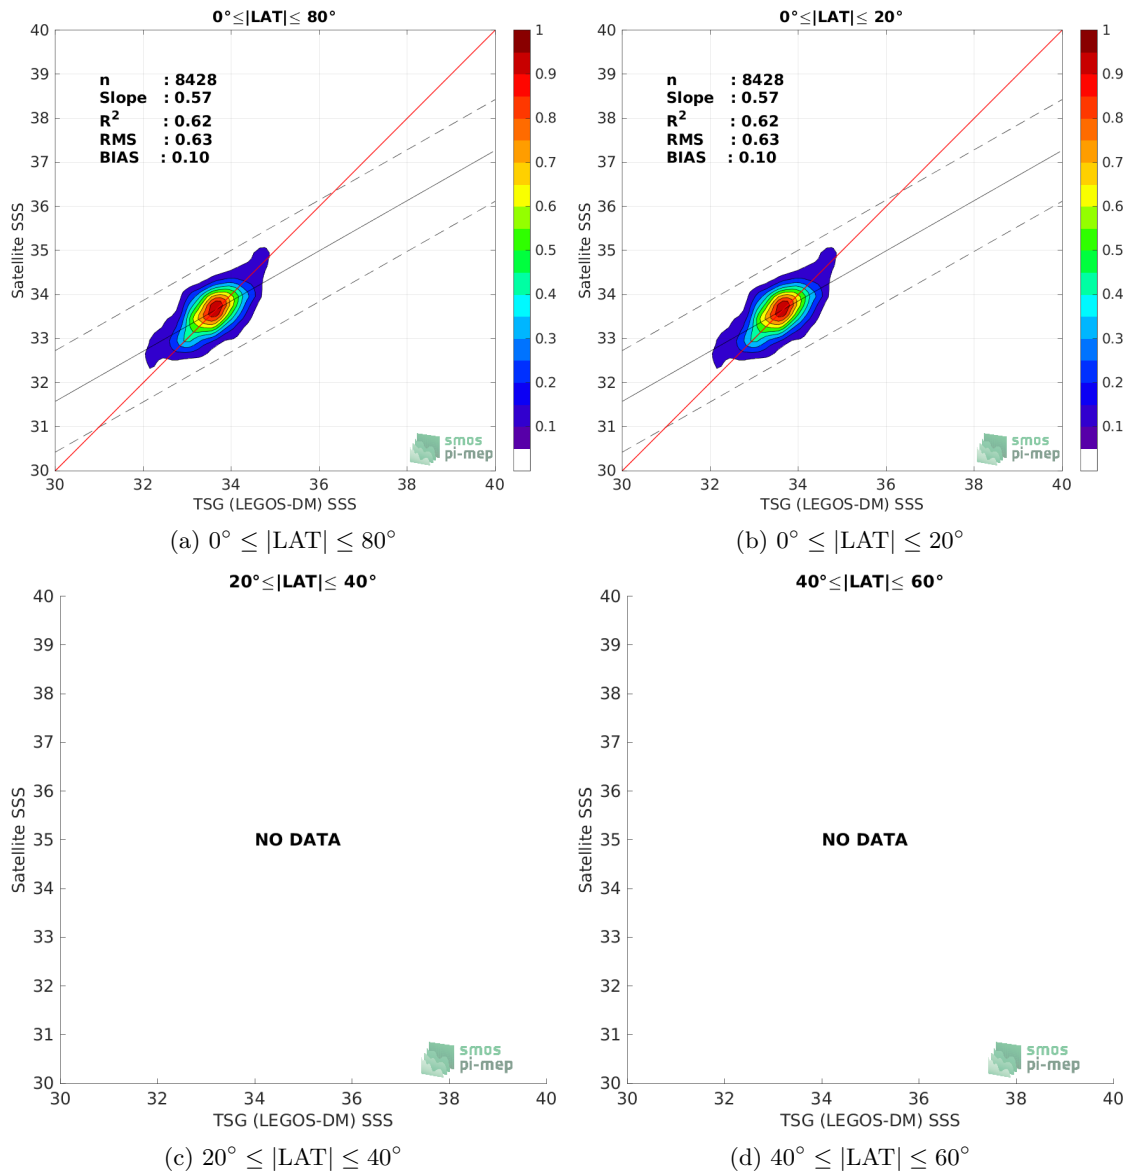 0°≤|LAT|≤ 80°
40
39
38
37
36
35
34
33
32
31
30
Satellite SSS
n : 8428
Slope : 0.57
R² : 0.62
RMS : 0.63
BIAS : 0.10
smos
pi-mep
30 32 34 36 38 40
TSG (LEGOS-DM) SSS
1
0.9
0.8
0.7
0.6
0.5
0.4
0.3
0.2
0.1
(a) 0° ≤ |LAT| ≤ 80°
0°≤|LAT|≤ 20°
40
39
38
37
36
35
34
33
32
31
30
Satellite SSS
n : 8428
Slope : 0.57
R² : 0.62
RMS : 0.63
BIAS : 0.10
smos
pi-mep
30 32 34 36 38 40
TSG (LEGOS-DM) SSS
1
0.9
0.8
0.7
0.6
0.5
0.4
0.3
0.2
0.1
(b) 0° ≤ |LAT| ≤ 20°
20°≤|LAT|≤ 40°
40
39
38
37
36
35
34
33
32
31
30
Satellite SSS
NO DATA
smos
pi-mep
30 32 34 36 38 40
TSG (LEGOS-DM) SSS
(c) 20° ≤ |LAT| ≤ 40°
40°≤|LAT|≤ 60°
40
39
38
37
36
35
34
33
32
31
30
Satellite SSS
NO DATA
smos
pi-mep
30 32 34 36 38 40
TSG (LEGOS-DM) SSS
(d) 40° ≤ |LAT| ≤ 60°